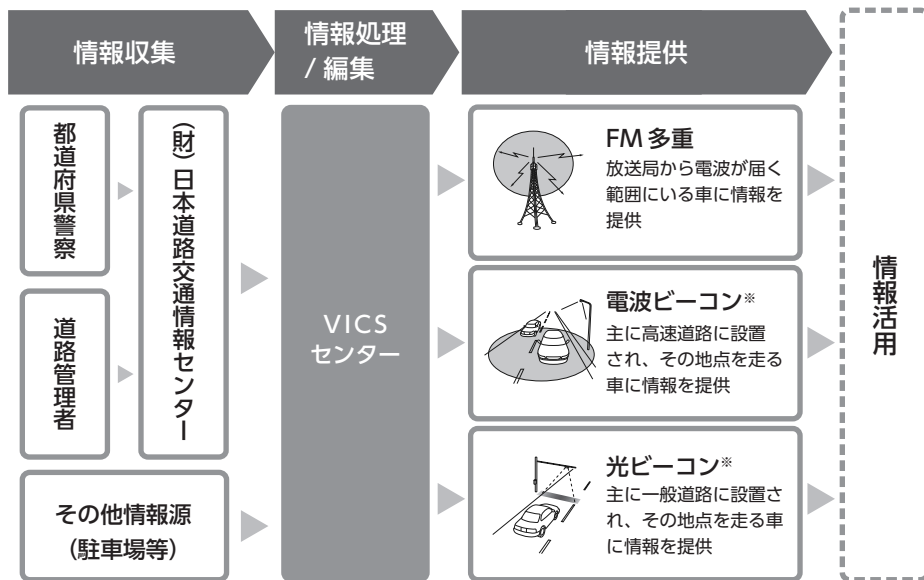 情報収集
情報処理
/ 編集
情報提供
都道府県警察
道路管理者
(財)日本道路交通情報センター
その他情報源
(駐車場等)
VICS
センター
FM 多重
放送局から電波が届く
範囲にいる車に情報を
提供
電波ビーコン※
主に高速道路に設置
され、その地点を走る
車に情報を提供
光ビーコン※
主に一般道路に設置さ
れ、その地点を走る車
に情報を提供
情報活用